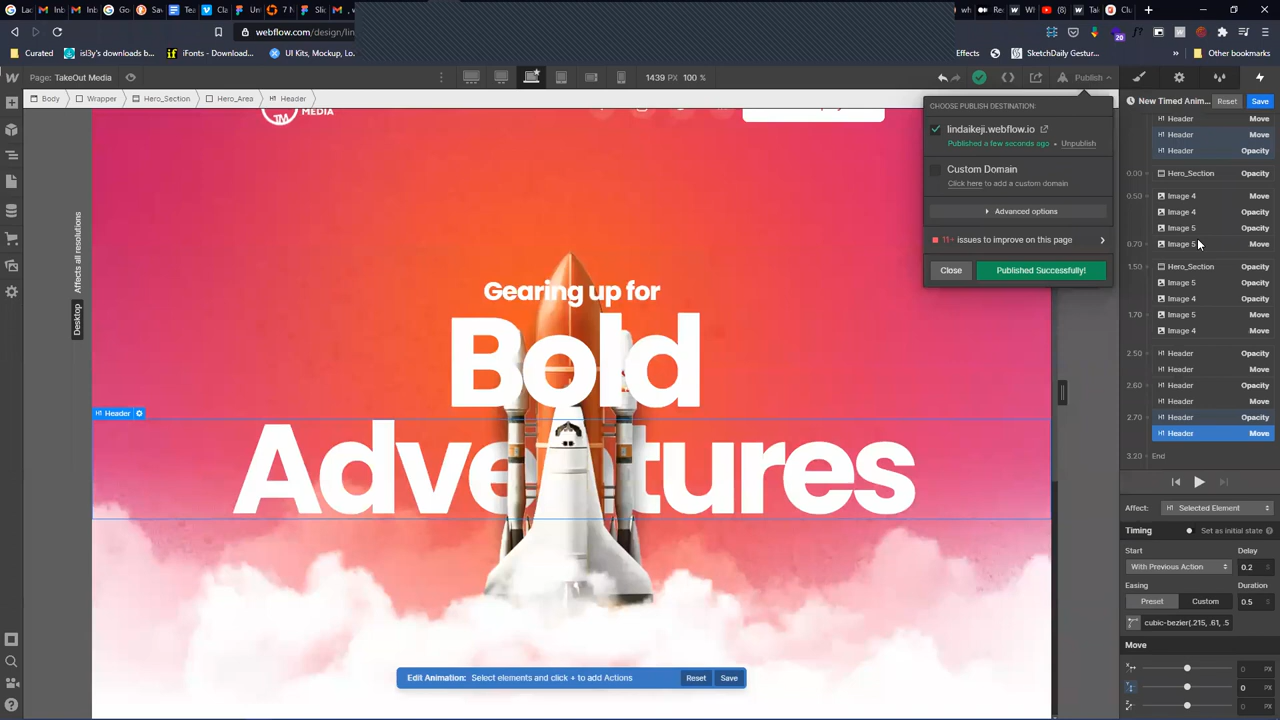 webflow.com/design/lin
Curated
isl3y's downloads b...
iFonts - Download...
UI Kits, Mockup, Lo...
Effects
SketchDaily Gestur...
Other bookmarks
Page: TakeOut Media
1439 PX 100 %
Publish
Body
Wrapper
Hero_Section
Hero_Area
Header
CHOOSE PUBLISH DESTINATION:
lindaikeji.webflow.io
Published a few seconds ago • Unpublish
Custom Domain
Click here to add a custom domain
Advanced options
11+ issues to improve on this page
Close
Published Successfully!
New Timed Anim...
Reset
Save
Header Move
Header Move
Header Opacity
0.00 Hero_Section Opacity
0.50 Image 4 Move
Image 4 Opacity
Image 5 Opacity
0.70 Image 5 Move
1.50 Hero_Section Opacity
Image 5 Opacity
Image 4 Opacity
1.70 Image 5 Move
Image 4 Move
2.50 Header Opacity
Header Move
2.60 Header Opacity
Header Move
2.70 Header Opacity
Header Move
3.20 End
Affect: Selected Element
Timing
Set as initial state
Start
Delay
With Previous Action
0.2
Easing
Duration
Preset
Custom
0.5
cubic-bezier(.215, .61, .5
Move
0 PX
0 PX
0 PX
Affects all resolutions
Desktop
TM MEDIA
Gearing up for
Bold
Header
Adventures
Edit Animation: Select elements and click + to add Actions
Reset
Save